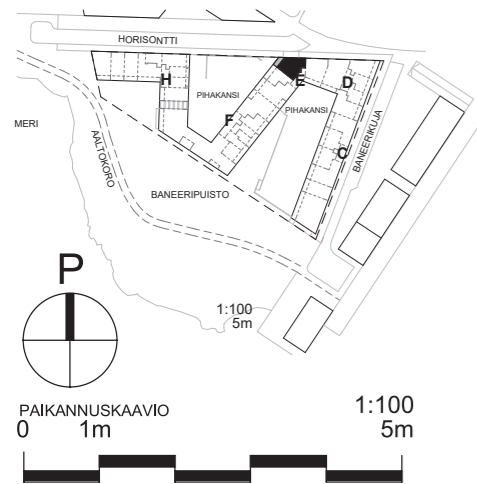 HORISONTTI
H
PIHAKANSI
E
D
F
PIHAKANSI
C
BANEERIKUJA
MERI
AALTOKORO
BANEERIPUISTO
P
1:100
5m
PAIKANNUSKAAVIO
1:100
0 1m 5m